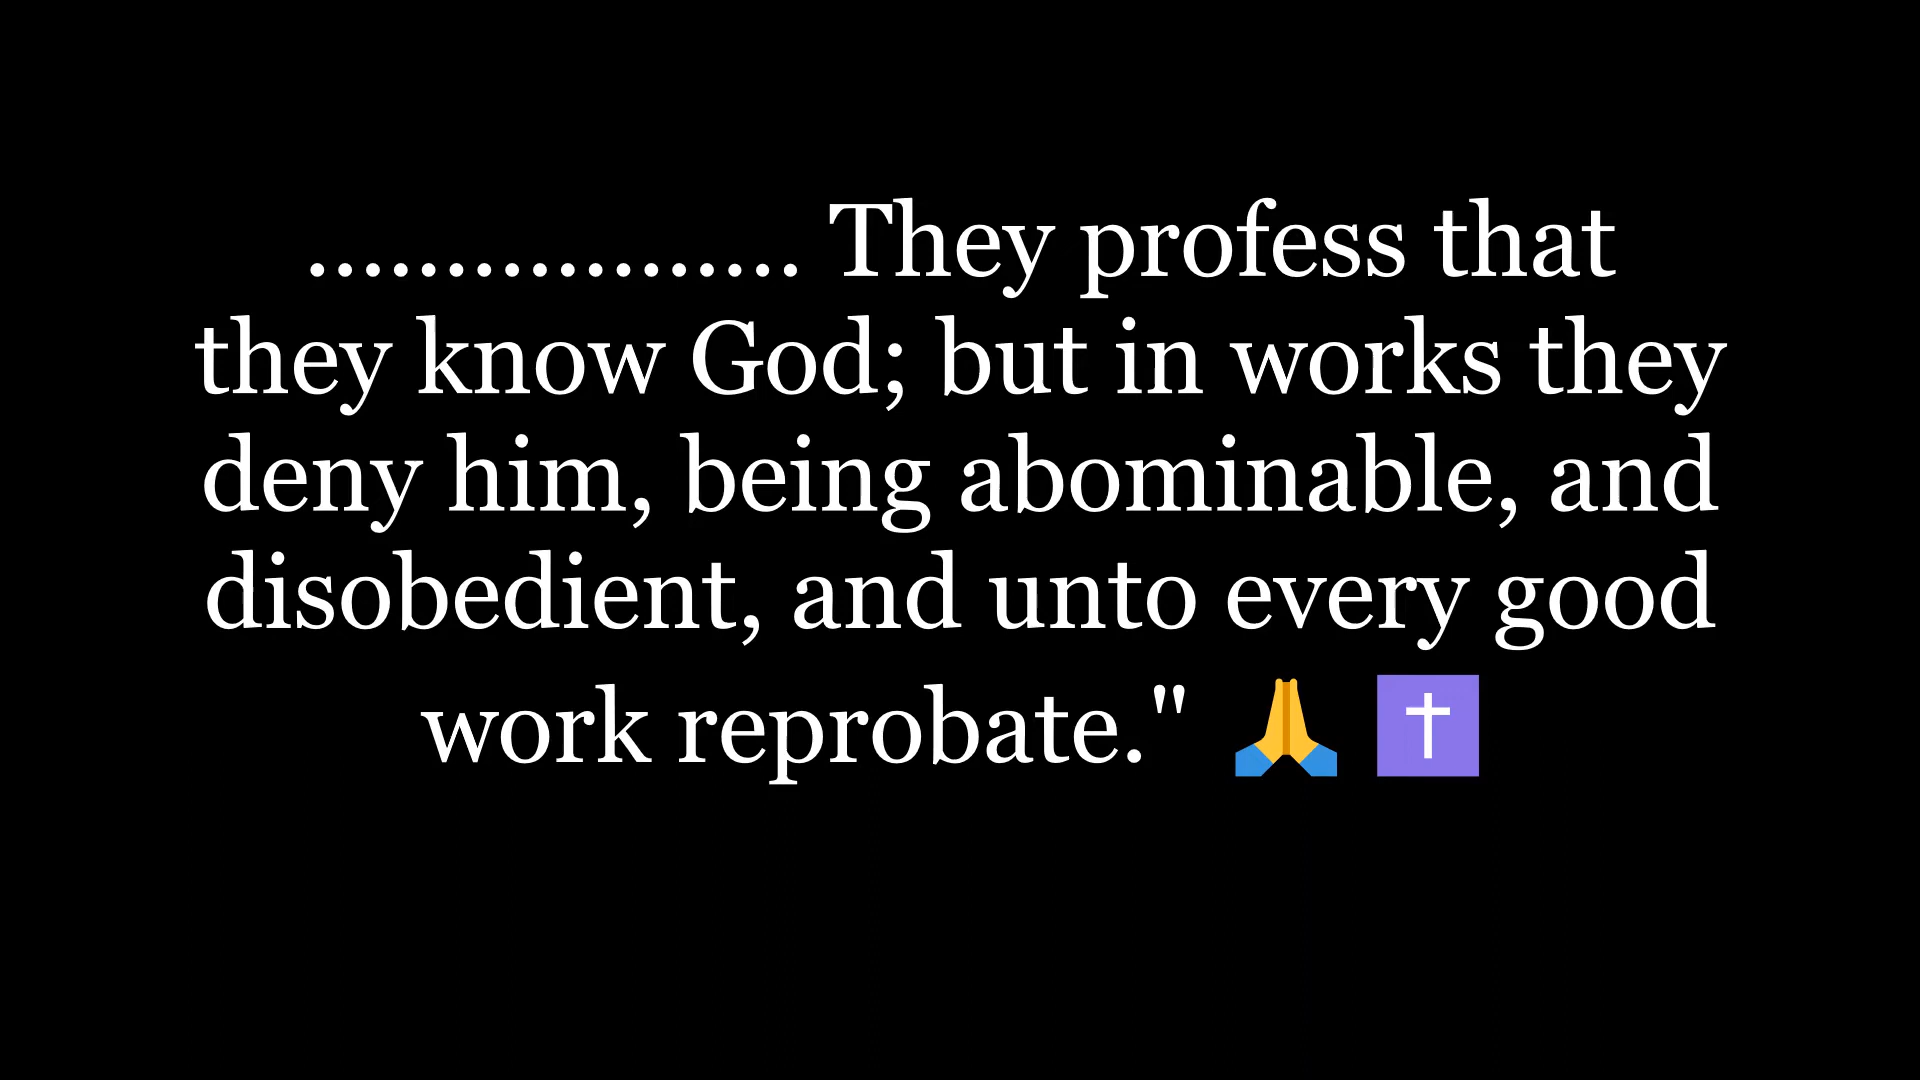 .................. They profess that
they know God; but in works they
deny him, being abominable, and
disobedient, and unto every good
work reprobate." 🙏 ✝️